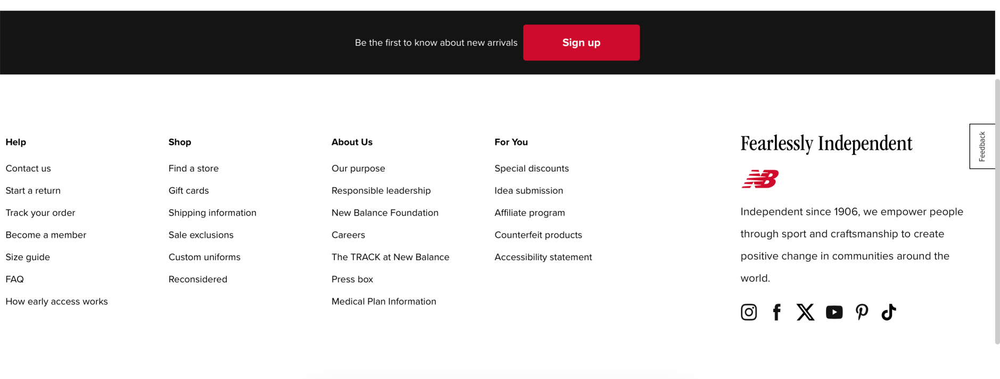 Be the first to know about new arrivals
Sign up
Help
Contact us
Start a return
Track your order
Become a member
Size guide
FAQ
How early access works
Shop
Find a store
Gift cards
Shipping information
Sale exclusions
Custom uniforms
Reconsidered
About Us
Our purpose
Responsible leadership
New Balance Foundation
Careers
The TRACK at New Balance
Press box
Medical Plan Information
For You
Special discounts
Idea submission
Affiliate program
Counterfeit products
Accessibility statement
Fearlessly Independent
NB
Independent since 1906, we empower people
through sport and craftsmanship to create
positive change in communities around the
world.
Feedback